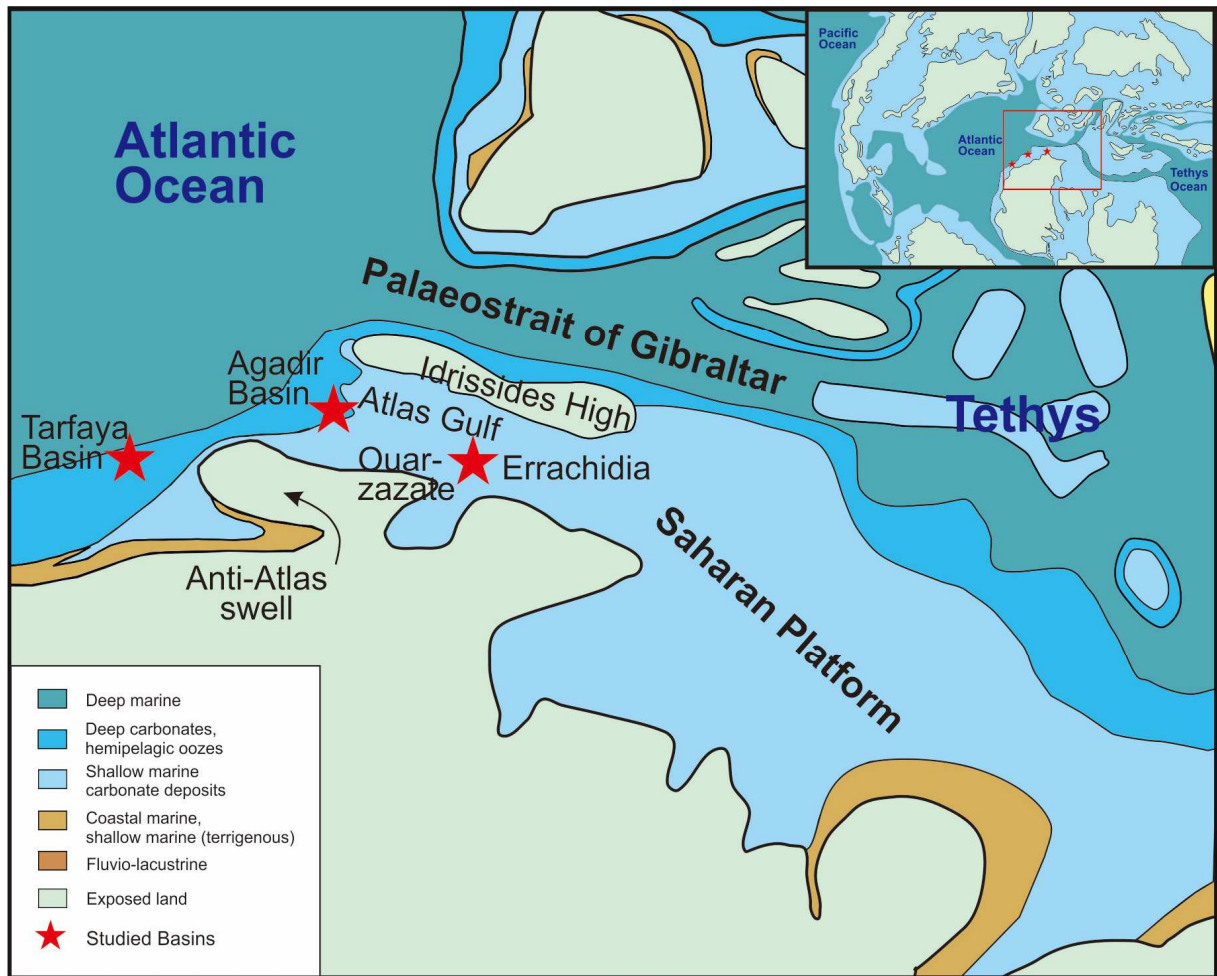 Atlantic
Ocean
Pacific
Ocean
Atlantic
Ocean
Tethys
Ocean
Palaeostrait of Gibraltar
Agadir
Basin
Idrissides High
Atlas Gulf
Tethys
Tarfaya
Basin
Ouar-
zazate
Errachidia
Saharan Platform
Anti-Atlas
swell
Deep marine
Deep carbonates,
hemipelagic oozes
Shallow marine
carbonate deposits
Coastal marine,
shallow marine (terrigenous)
Fluvio-lacustrine
Exposed land
Studied Basins